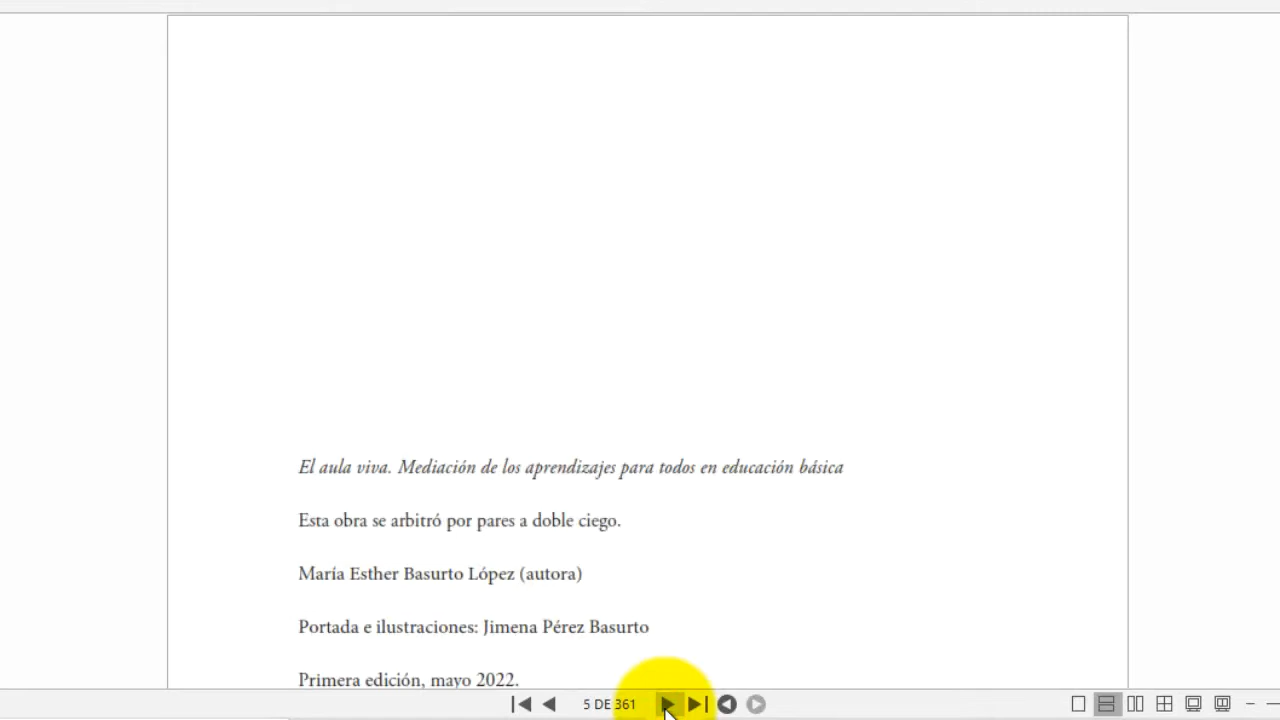 El aula viva. Mediación de los aprendizajes para todos en educación básica
Esta obra se arbitró por pares a doble ciego.
María Esther Basurto López (autora)
Portada e ilustraciones: Jimena Pérez Basurto
Primera edición, mayo 2022.
5 DE 361